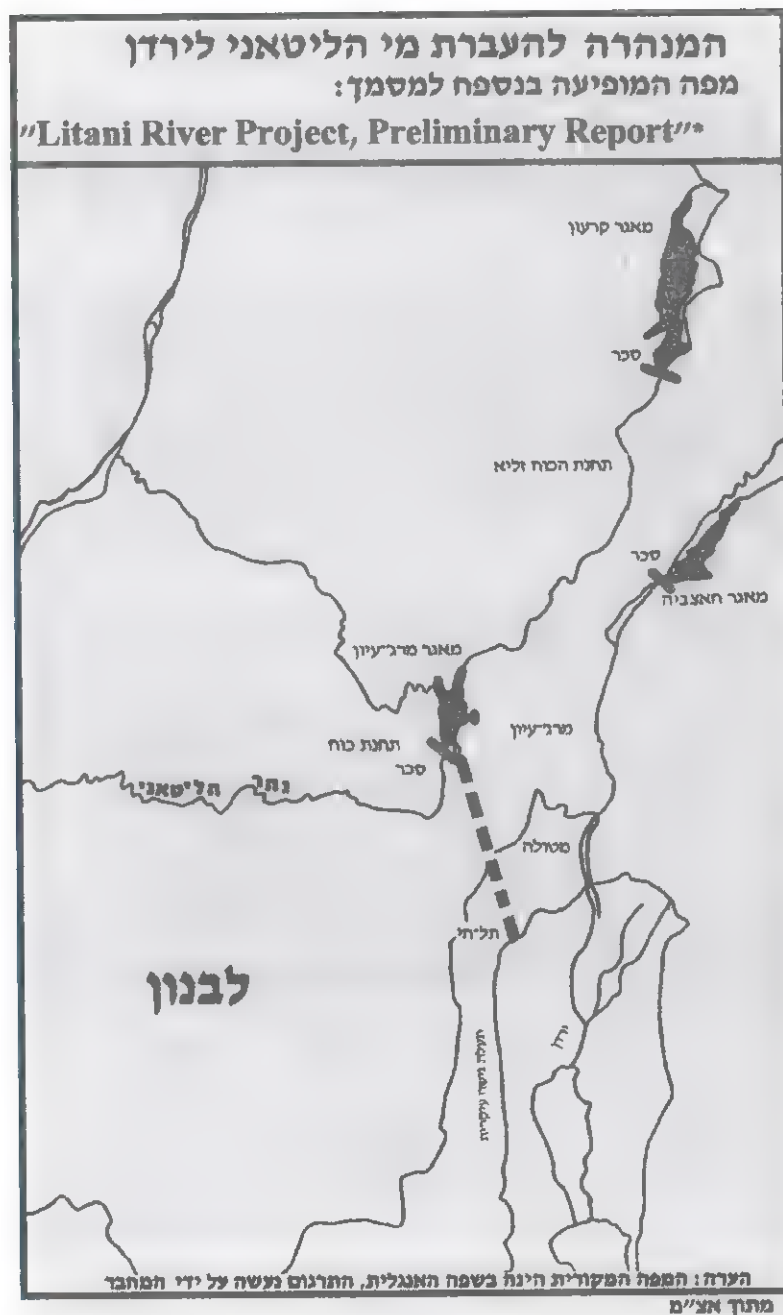 המנהרה להעברת מי הליטאני לירדן
מפה המופיעה בנספח למסמך:
"Litani River Project, Preliminary Report"*
מאגר קרעון
סכר
תחנת הכוח זליא
סכר
מאגר חאצביה
מאגר מרג־עיון
תחנת כוח
סכר
מרג־עיון
נהר הליטאני
מטולה
תל־חי
לבנון
ירדן
הערה: המפה המקורית הינה בשפה האנגלית, התרגום נעשה על ידי המחבר
מתוך אצ"מ